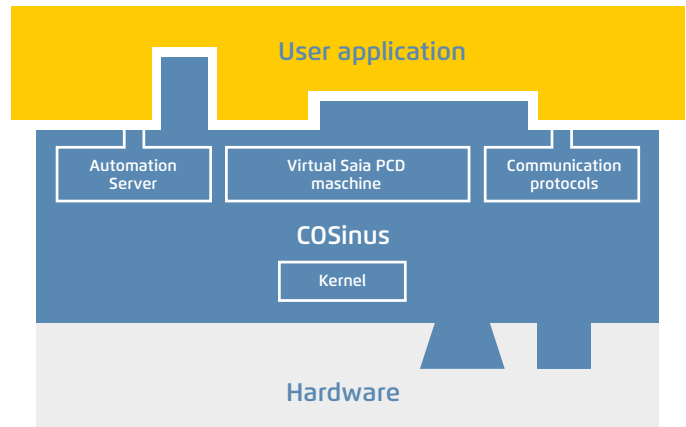 User application
Automation
Server
Virtual Saia PCD
maschine
Communication
protocols
COSinus
Kernel
Hardware